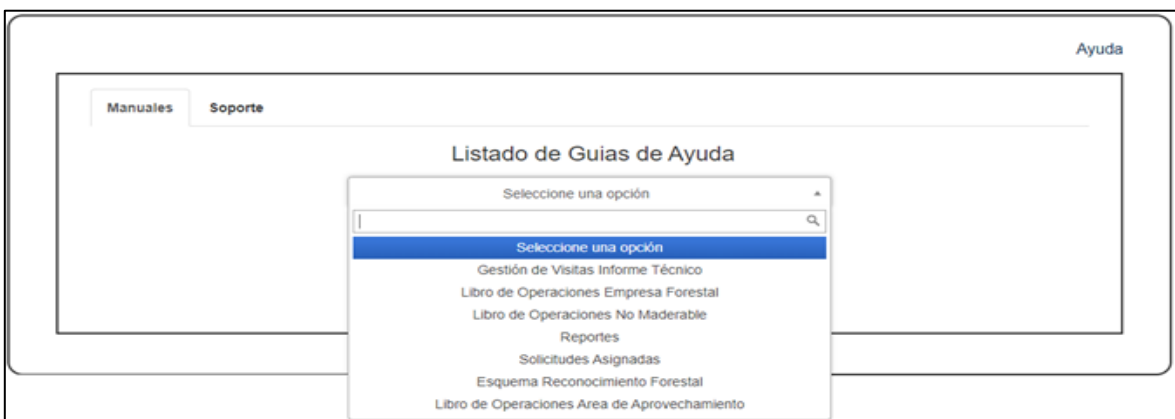 Ayuda
Manuales Soporte
Listado de Guias de Ayuda
Seleccione una opción
Seleccione una opción
Gestión de Visitas Informe Técnico
Libro de Operaciones Empresa Forestal
Libro de Operaciones No Maderable
Reportes
Solicitudes Asignadas
Esquema Reconocimiento Forestal
Libro de Operaciones Area de Aprovechamiento